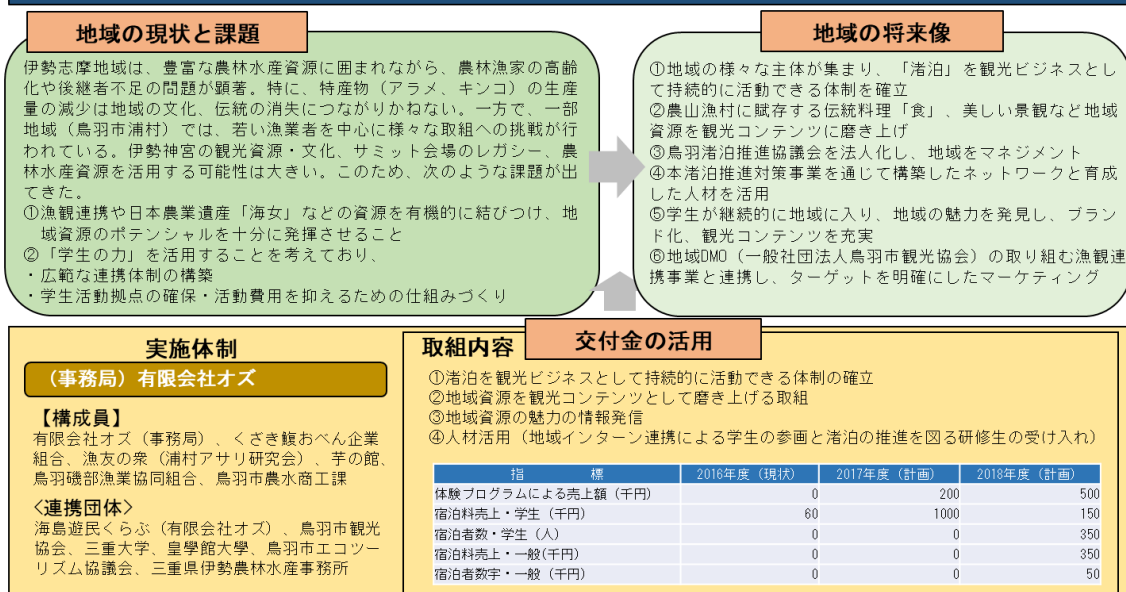 地域の現状と課題
伊勢志摩地域は、豊富な農林水産資源に囲まれながら、農林漁家の高齢
化や後継者不足の問題が顕著。特に、特産物（アラメ、キンコ）の生産
量の減少は地域の文化、伝統の消失につながりかねない。一方で、一部
地域（鳥羽市浦村）では、若い漁業者を中心に様々な取組への挑戦が行
われている。伊勢神宮の観光資源・文化、サミット会場のレガシー、農
林水産資源を活用する可能性は大きい。このため、次のような課題が出
てきた。
①漁観連携や日本農業遺産「海女」などの資源を有機的に結びつけ、地
域資源のポテンシャルを十分に発揮させること
②「学生の力」を活用することを考えており、
・広範な連携体制の構築
・学生活動拠点の確保・活動費用を抑えるための仕組みづくり
地域の将来像
①地域の様々な主体が集まり、「渚泊」を観光ビジネスとし
て持続的に活動できる体制を確立
②農山漁村に賦存する伝統料理「食」、美しい景観など地域
資源を観光コンテンツに磨き上げ
③鳥羽渚泊推進協議会を法人化し、地域をマネジメント
④本渚泊推進対策事業を通じて構築したネットワークと育成
した人材を活用
⑤学生が継続的に地域に入り、地域の魅力を発見し、ブラン
ド化、観光コンテンツを充実
⑥地域DMO（一般社団法人鳥羽市観光協会）の取り組む漁観連
携事業と連携し、ターゲットを明確にしたマーケティング
実施体制
（事務局）有限会社オズ
【構成員】
有限会社オズ（事務局）、くざき鰒おべん企業
組合、漁友の衆（浦村アサリ研究会）、芋の館、
鳥羽磯部漁業協同組合、鳥羽市農水商工課
〈連携団体〉
海島遊民くらぶ（有限会社オズ）、鳥羽市観光
協会、三重大学、皇學館大學、鳥羽市エコツー
リズム協議会、三重県伊勢農林水産事務所
取組内容
交付金の活用
①渚泊を観光ビジネスとして持続的に活動できる体制の確立
②地域資源を観光コンテンツとして磨き上げる取組
③地域資源の魅力の情報発信
④人材活用（地域インターン連携による学生の参画と渚泊の推進を図る研修生の受け入れ）
指 標 2016年度（現状） 2017年度（計画） 2018年度（計画）
体験プログラムによる売上額（千円） 0 200 500
宿泊料売上・学生（千円） 60 1000 150
宿泊者数・学生（人） 0 0 350
宿泊料売上・一般(千円) 0 0 350
宿泊者数字・一般（千円） 0 0 50